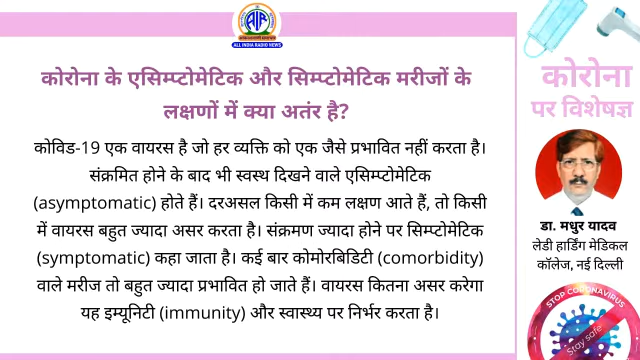 AIR
ALL INDIA RADIO NEWS
कोरोना के एसिम्प्टोमेटिक और सिम्प्टोमेटिक मरीजों के
लक्षणों में क्या अतंर है?
कोविड-19 एक वायरस है जो हर व्यक्ति को एक जैसे प्रभावित नहीं करता है।
संक्रमित होने के बाद भी स्वस्थ दिखने वाले एसिम्प्टोमेटिक
(asymptomatic) होते हैं। दरअसल किसी में कम लक्षण आते हैं, तो किसी
में वायरस बहुत ज्यादा असर करता है। संक्रमण ज्यादा होने पर सिम्प्टोमेटिक
(symptomatic) कहा जाता है। कई बार कोमोरबिडिटी (comorbidity)
वाले मरीज तो बहुत ज्यादा प्रभावित हो जाते हैं। वायरस कितना असर करेगा
यह इम्यूनिटी (immunity) और स्वास्थ्य पर निर्भर करता है।
कोरोना
पर विशेषज्ञ
डा. मधुर यादव
लेडी हार्डिंग मेडिकल
कॉलेज, नई दिल्ली
STOP CORONAVIRUS
Stay safe